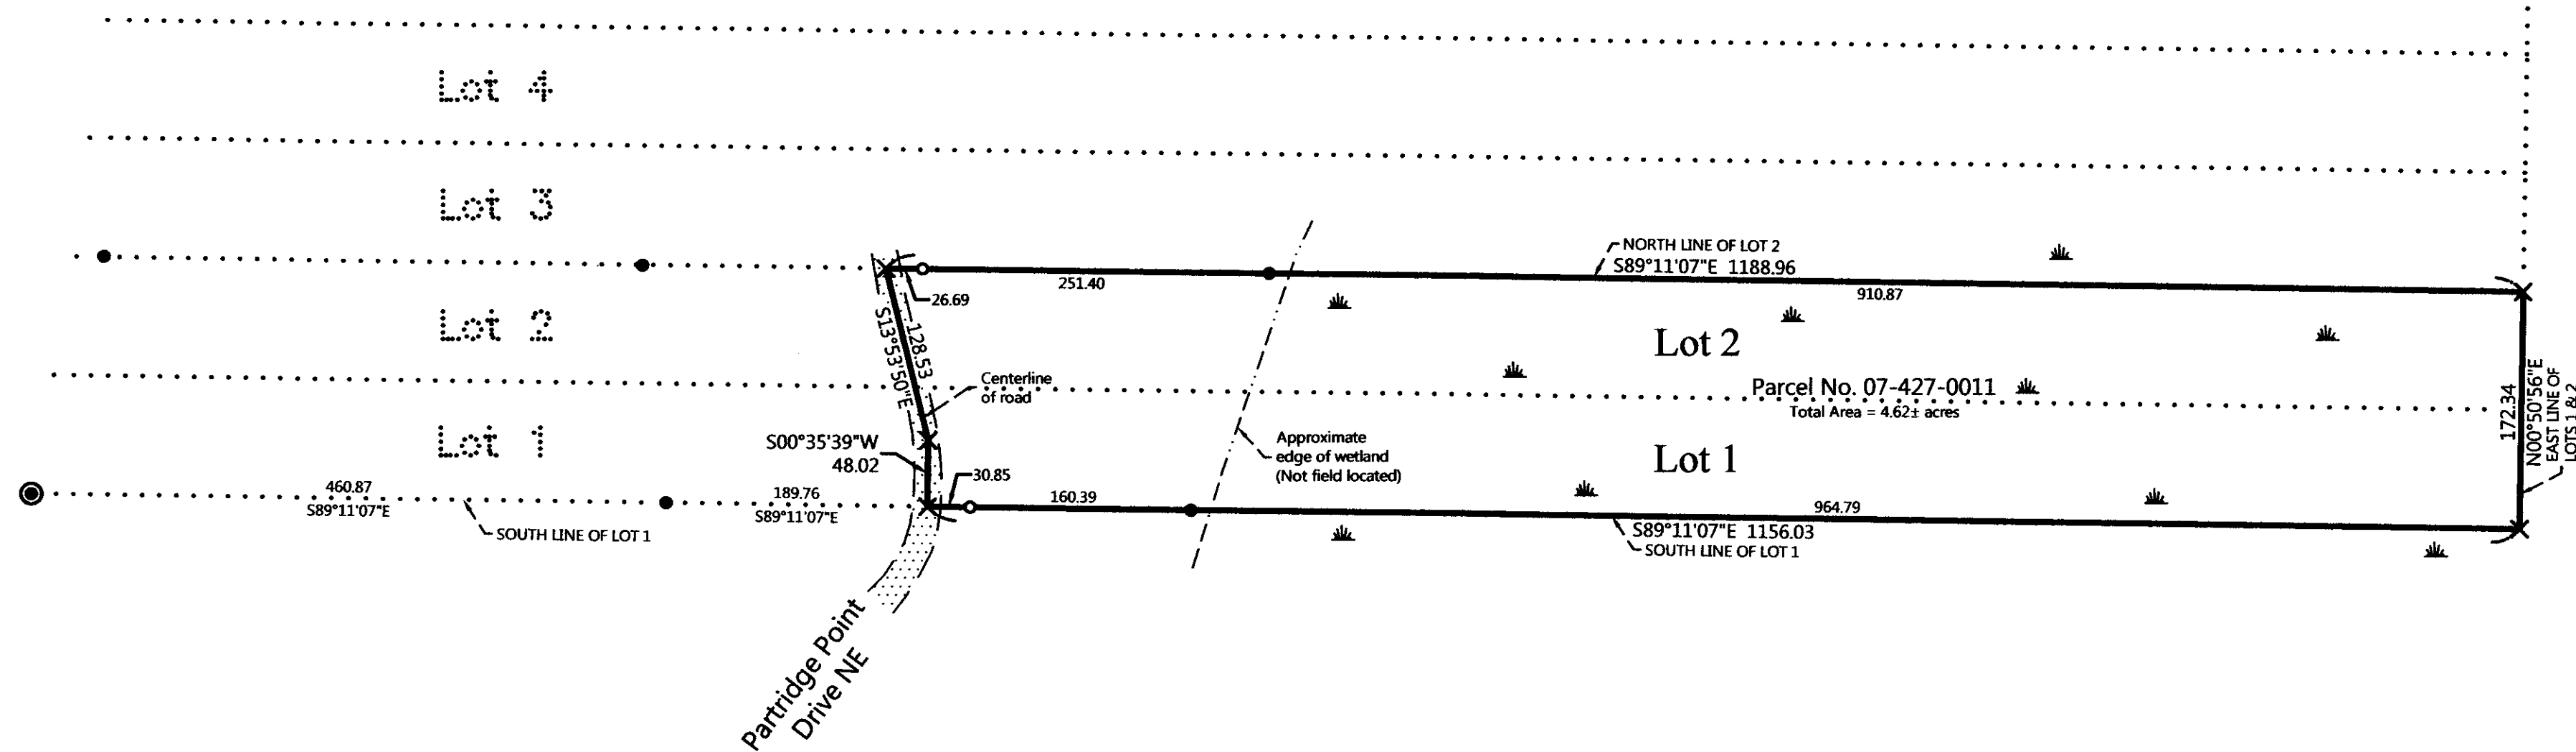 Lot 4
Lot 3
NORTH LINE OF LOT 2
S89°11'07"E 1188.96
26.69
251.40
910.87
Lot 2
S13°53'50"E
128.53
Lot 2
Centerline
of road
Parcel No. 07-427-0011
Total Area = 4.62± acres
172.34
N00°50'56"E
EAST LINE OF
LOTS 1 & 2
Lot 1
S00°35'39"W
48.02
Approximate
edge of wetland
(Not field located)
Lot 1
30.85
460.87
S89°11'07"E
189.76
S89°11'07"E
160.39
964.79
SOUTH LINE OF LOT 1
S89°11'07"E 1156.03
SOUTH LINE OF LOT 1
Partridge Point
Drive NE